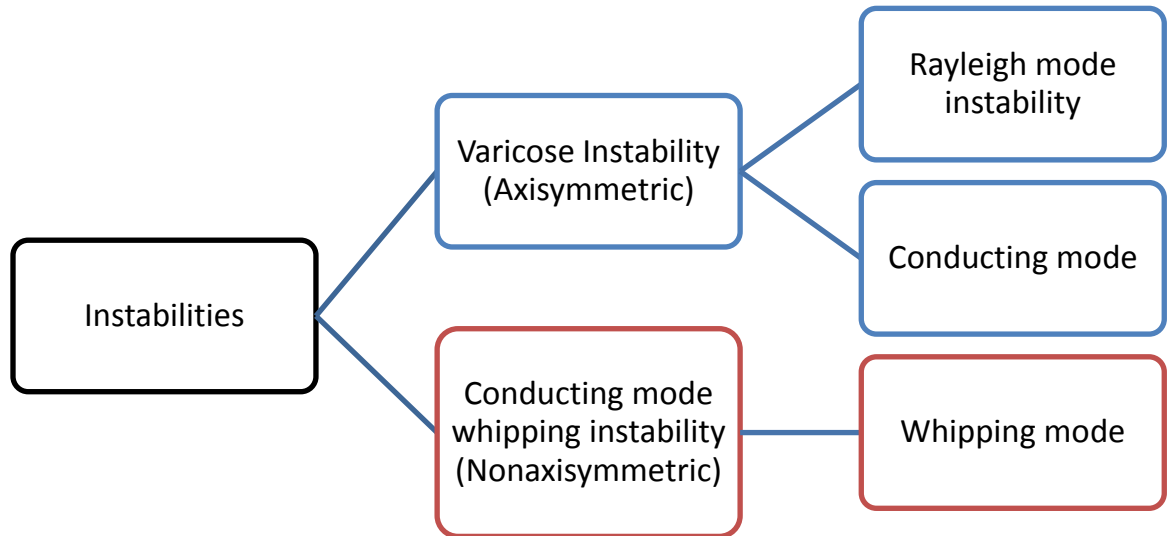 Instabilities
Varicose Instability
(Axisymmetric)
Rayleigh mode
instability
Conducting mode
Conducting mode
whipping instability
(Nonaxisymmetric)
Whipping mode